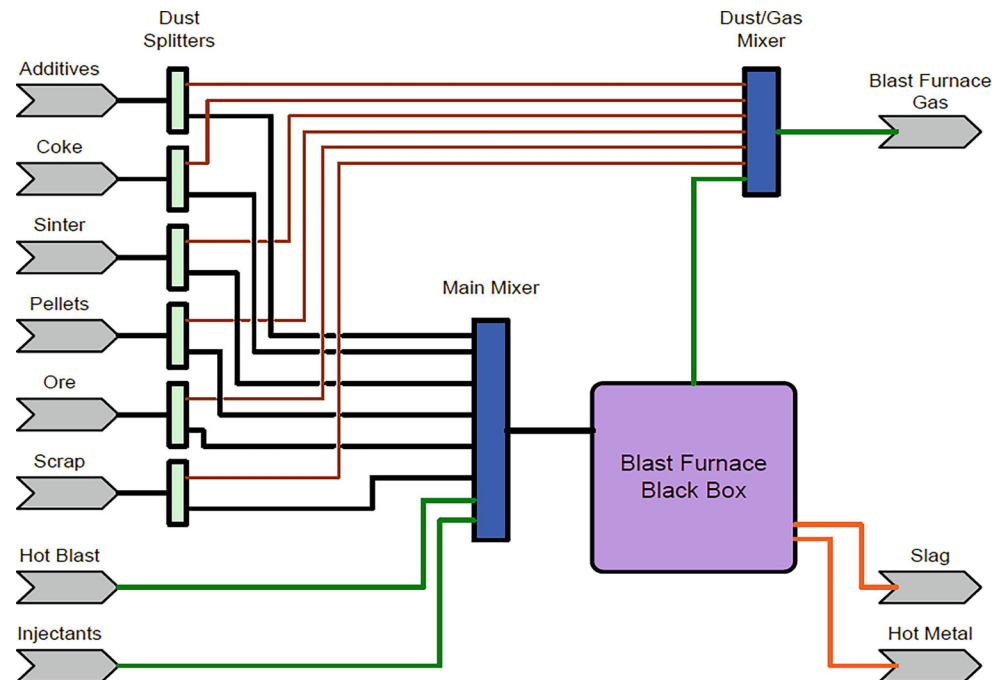 Dust
Splitters
Dust/Gas
Mixer
Additives
Blast Furnace
Gas
Coke
Sinter
Pellets
Main Mixer
Ore
Scrap
Blast Furnace
Black Box
Hot Blast
Slag
Injectants
Hot Metal